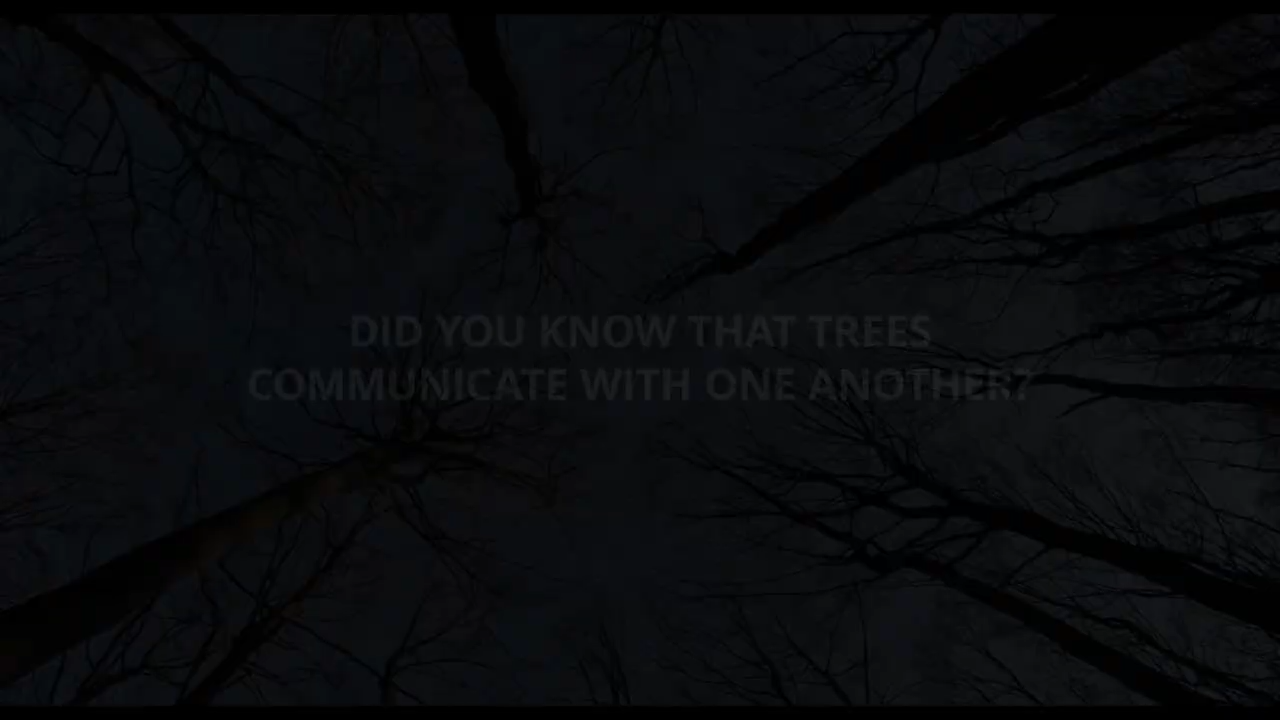 DID YOU KNOW THAT TREES
COMMUNICATE WITH ONE ANOTHER?